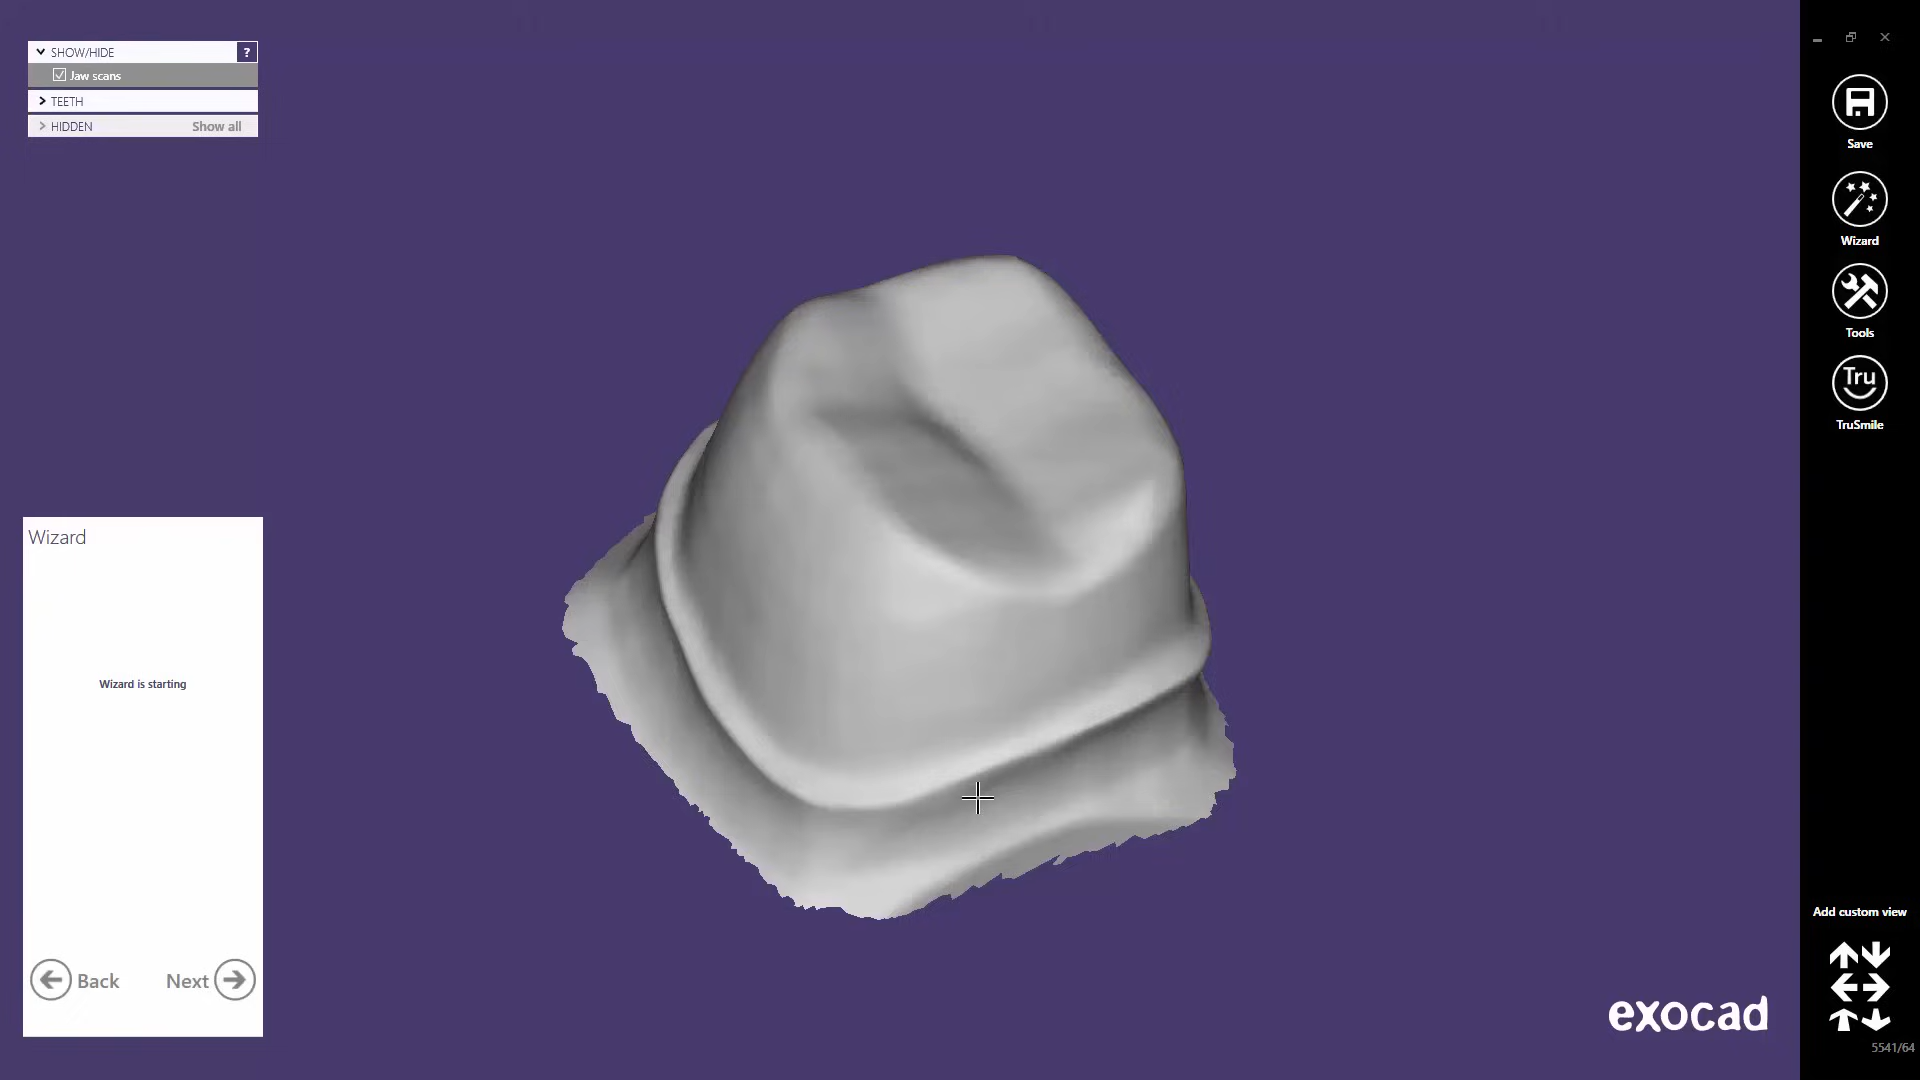 SHOW/HIDE ?
Jaw scans
TEETH
HIDDEN Show all
Save
Wizard
Tools
Tru
TruSmile
Wizard
Wizard is starting
Back Next
Add custom view
exocad
5541/64